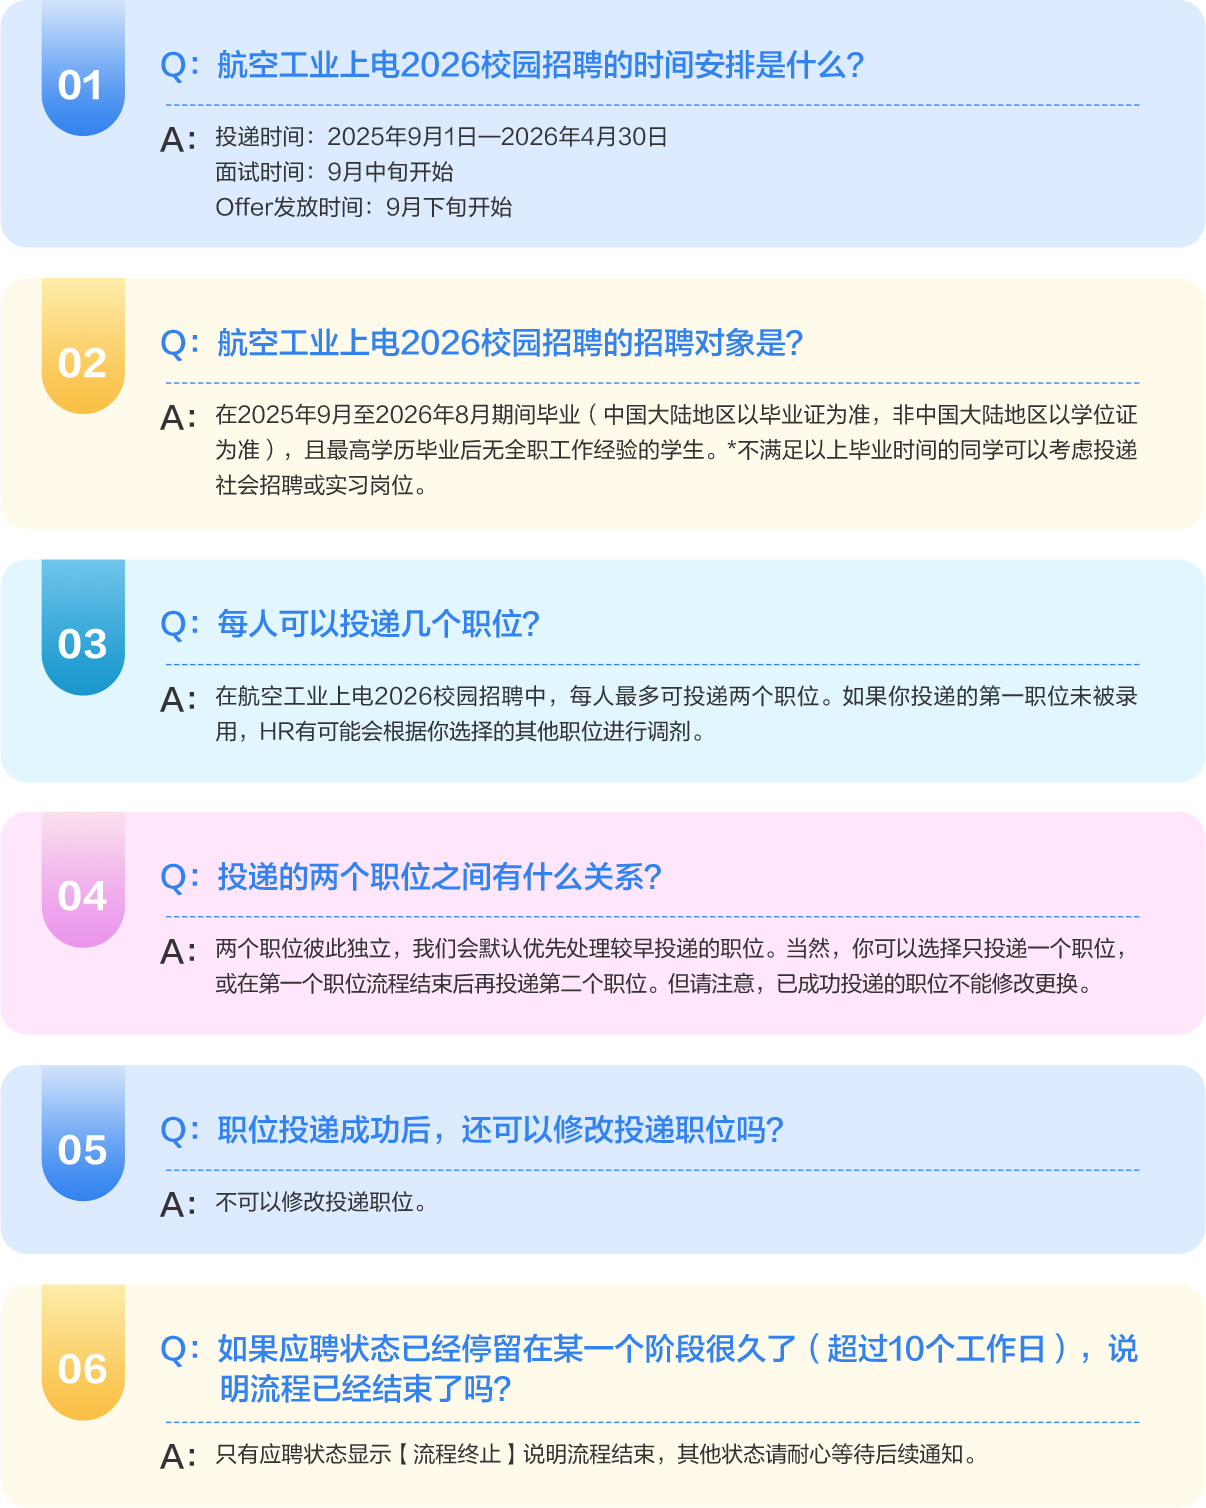 01
Q：航空工业上电2026校园招聘的时间安排是什么？
A：投递时间：2025年9月1日—2026年4月30日
面试时间：9月中旬开始
Offer发放时间：9月下旬开始
02
Q：航空工业上电2026校园招聘的招聘对象是？
A：在2025年9月至2026年8月期间毕业（中国大陆地区以毕业证为准，非中国大陆地区以学位证
为准），且最高学历毕业后无全职工作经验的学生。*不满足以上毕业时间的同学可以考虑投递
社会招聘或实习岗位。
03
Q：每人可以投递几个职位？
A：在航空工业上电2026校园招聘中，每人最多可投递两个职位。如果你投递的第一职位未被录
用，HR有可能会根据你选择的其他职位进行调剂。
04
Q：投递的两个职位之间有什么关系？
A：两个职位彼此独立，我们会默认优先处理较早投递的职位。当然，你可以选择只投递一个职位，
或在第一个职位流程结束后再投递第二个职位。但请注意，已成功投递的职位不能修改更换。
05
Q：职位投递成功后，还可以修改投递职位吗？
A：不可以修改投递职位。
06
Q：如果应聘状态已经停留在某一个阶段很久了（超过10个工作日），说
明流程已经结束了吗？
A：只有应聘状态显示【流程终止】说明流程结束，其他状态请耐心等待后续通知。